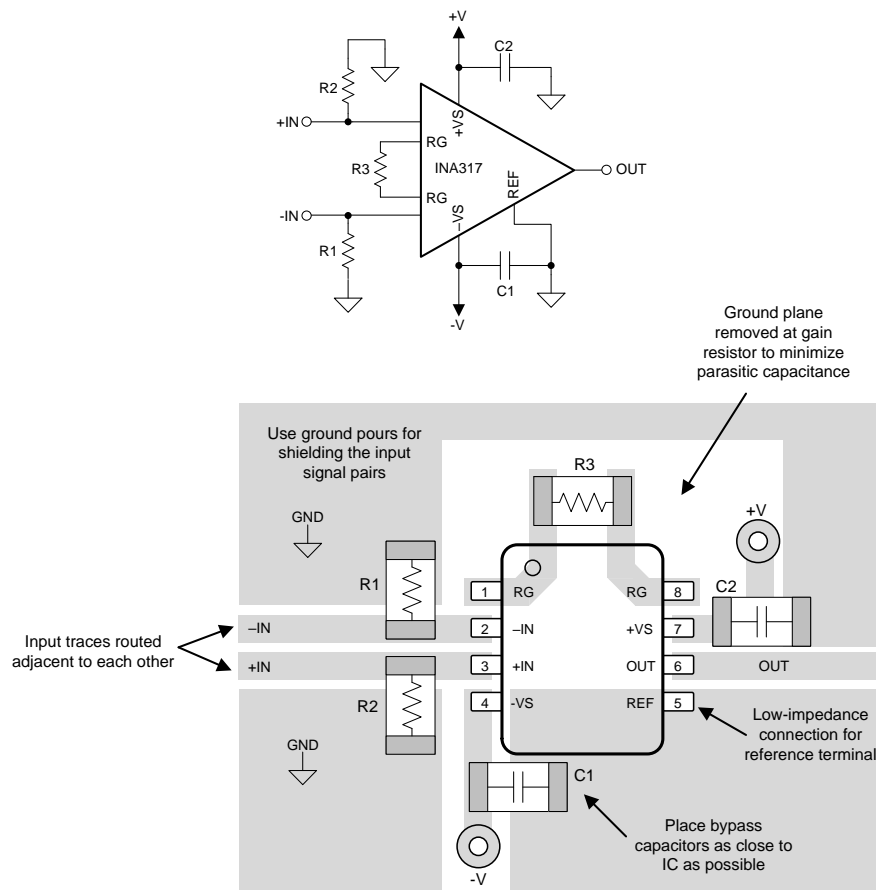 +V
C2
R2
+IN
+VS
RG
R3
INA317
OUT
RG
REF
–VS
-IN
R1
C1
-V
Ground plane
removed at gain
resistor to minimize
parasitic capacitance
Use ground pours for
shielding the input
signal pairs
R3
GND
+V
R1
C2
1
RG
RG
8
Input traces routed
adjacent to each other
–IN
2
–IN
+VS
7
+IN
3
+IN
OUT
6
OUT
R2
4
-VS
REF
5
Low-impedance
connection for
reference terminal
GND
C1
Place bypass
capacitors as close to
IC as possible
-V